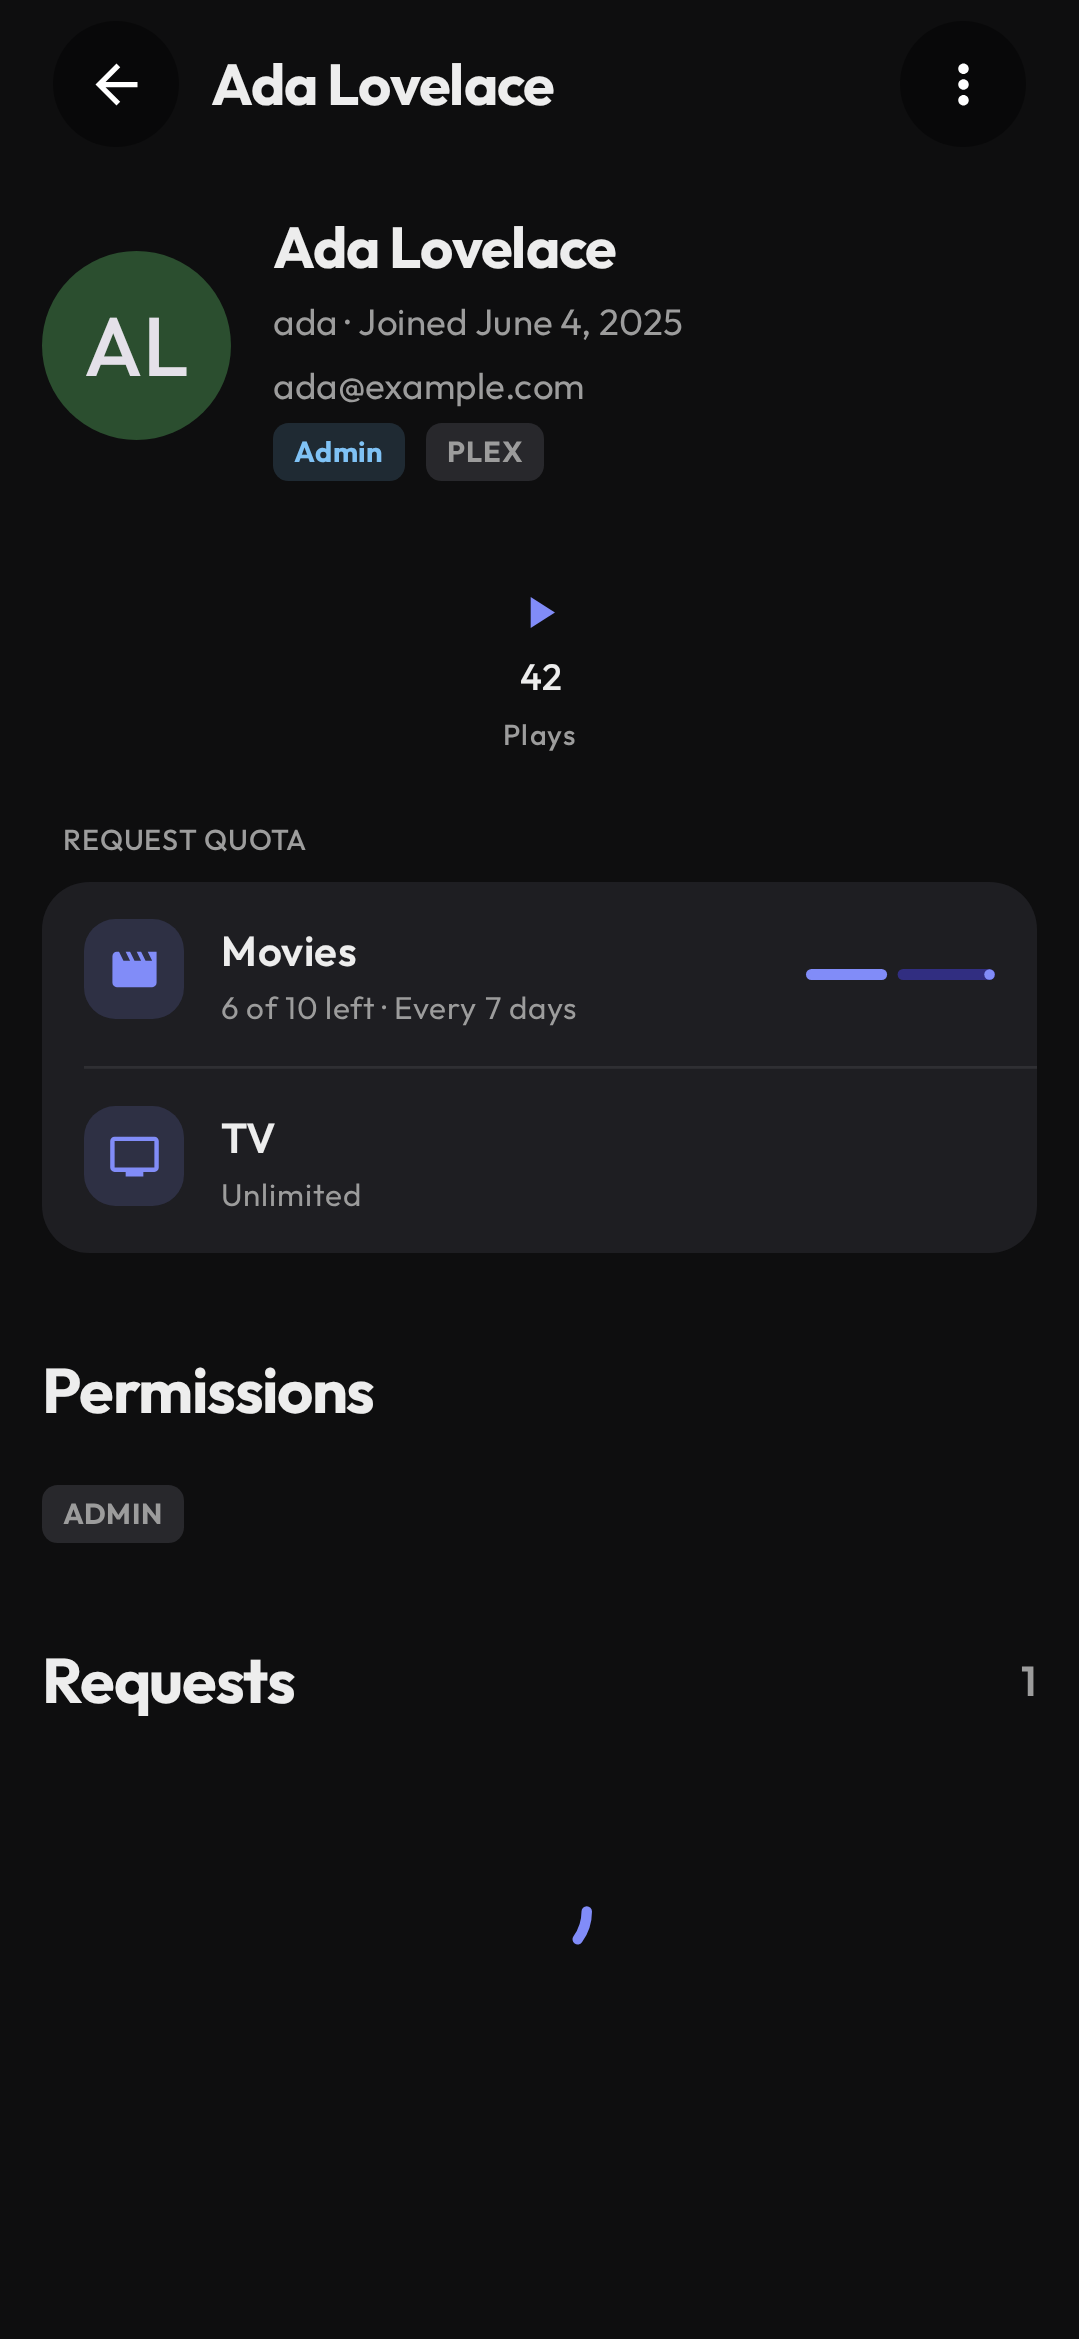 Ada Lovelace
AL
Ada Lovelace
ada · Joined June 4, 2025
ada@example.com
Admin
PLEX
42
Plays
REQUEST QUOTA
Movies
6 of 10 left · Every 7 days
TV
Unlimited
Permissions
ADMIN
Requests
1